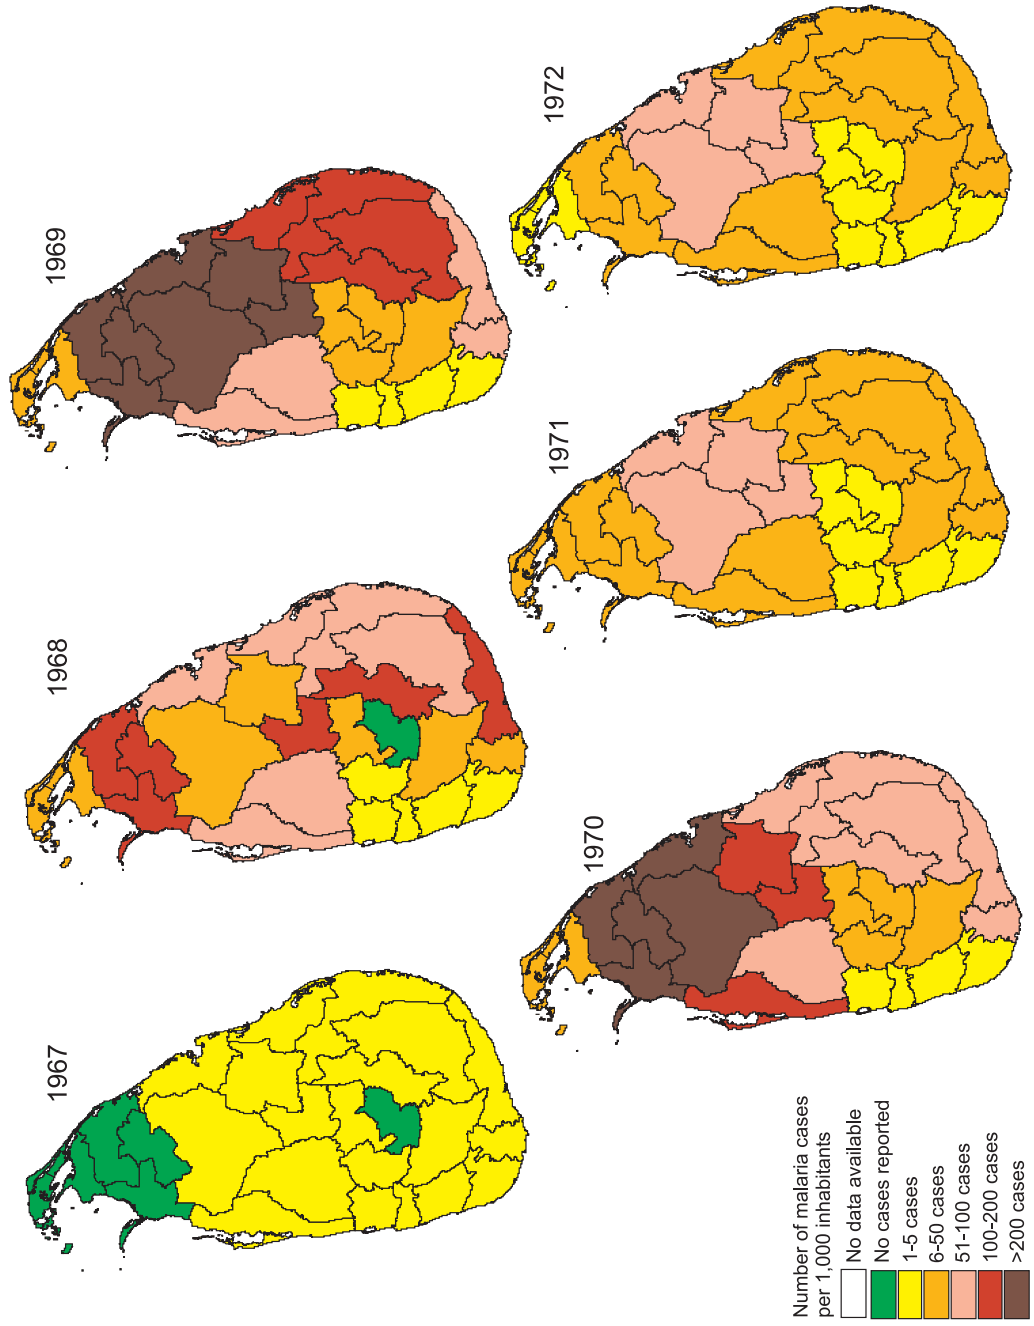 1967
1968
1969
1970
1971
1972
Number of malaria cases
per 1,000 inhabitants
No data available
No cases reported
1-5 cases
6-50 cases
51-100 cases
100-200 cases
>200 cases